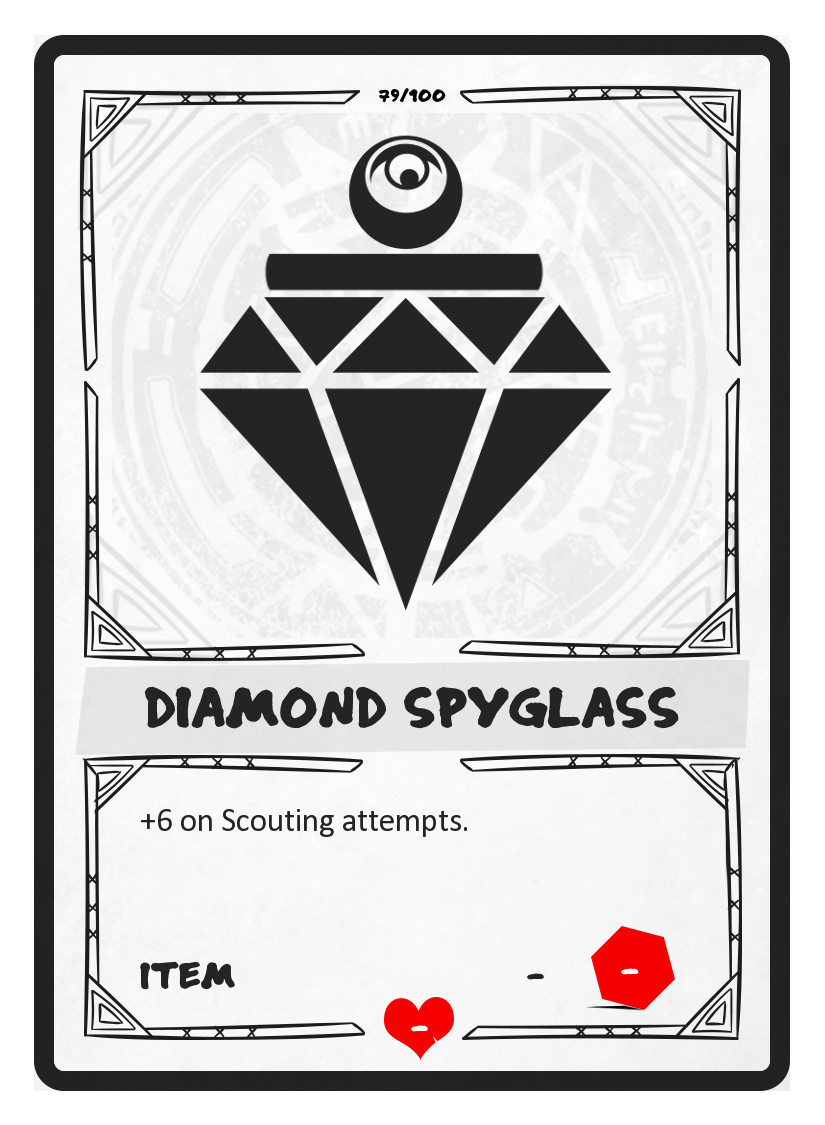 79/100
DIAMOND SPYGLASS
+6 on Scouting attempts.
ITEM - -
-